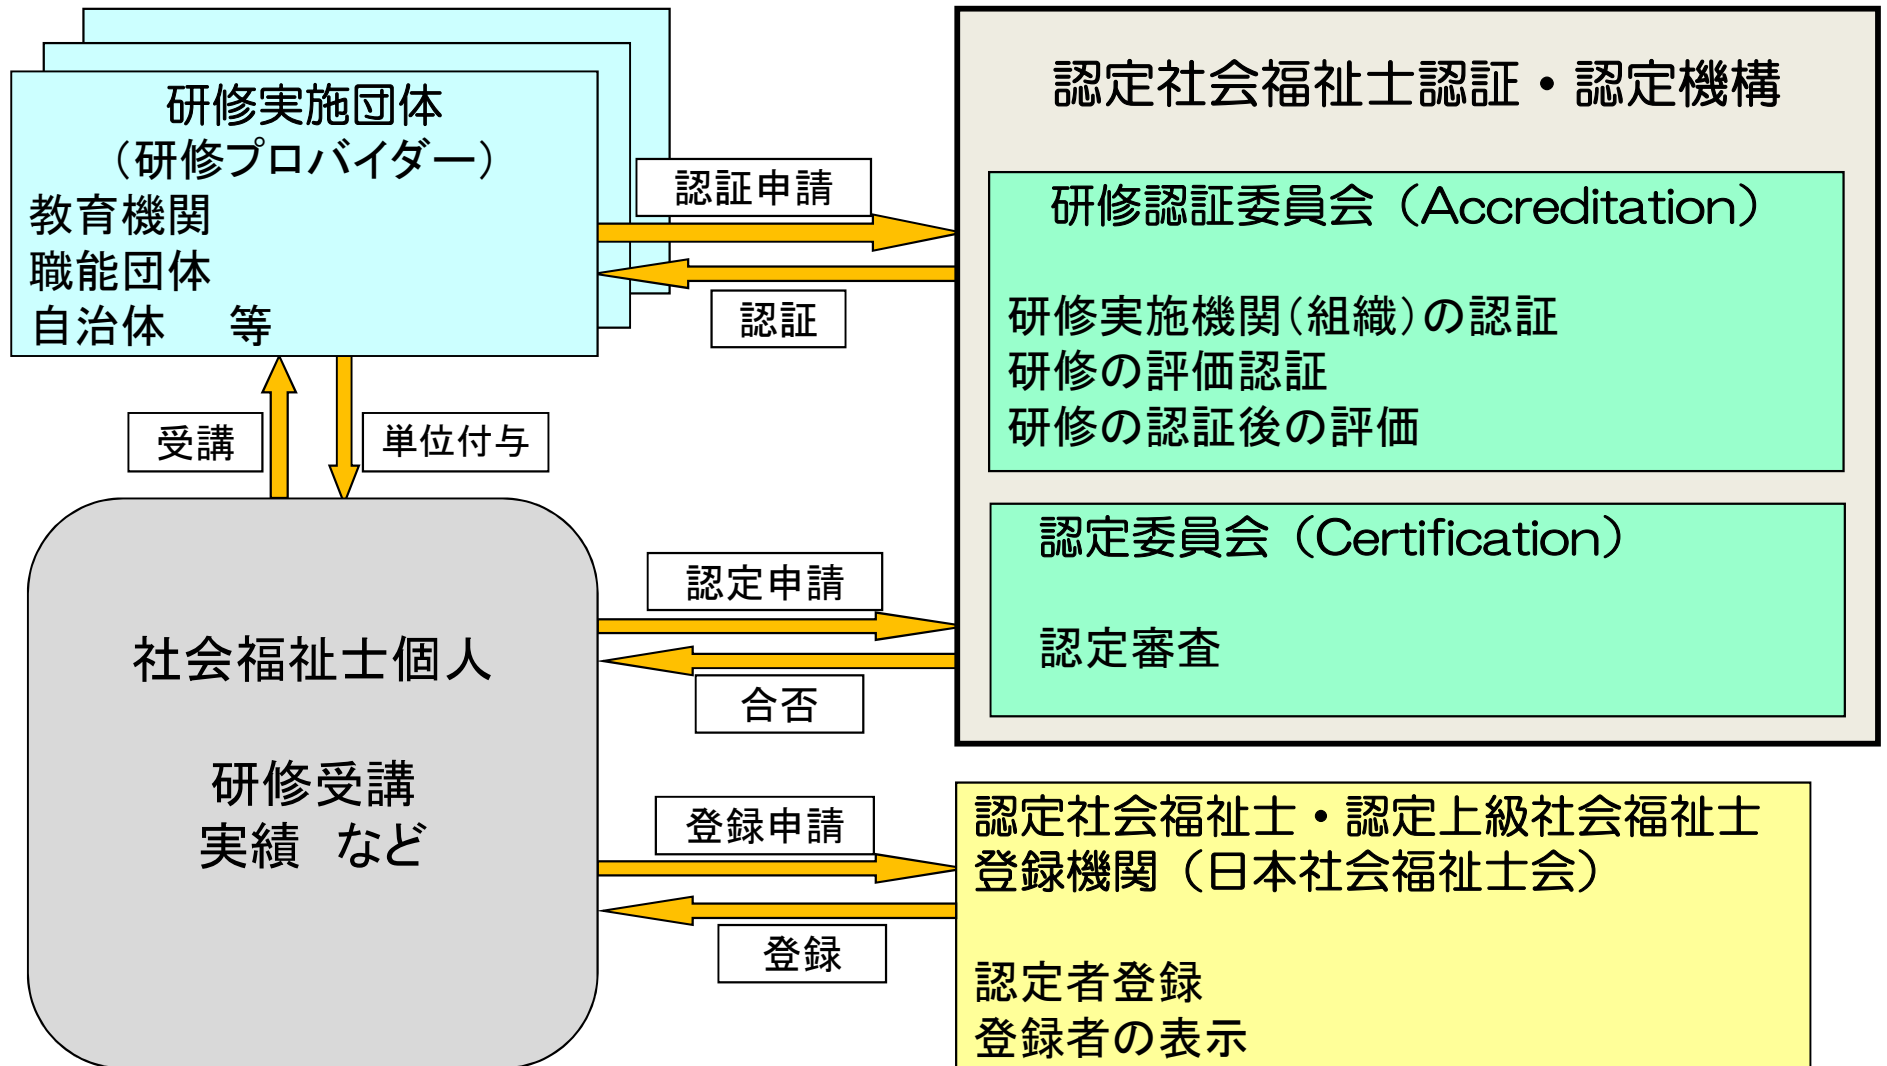 研修実施団体
（研修プロバイダー）
教育機関
職能団体
自治体　等
認証申請
認証
認定社会福祉士認証・認定機構
研修認証委員会（Accreditation）
研修実施機関（組織）の認証
研修の評価認証
研修の認証後の評価
受講
単位付与
認定委員会（Certification）
認定審査
社会福祉士個人
研修受講
実績　など
認定申請
合否
登録申請
登録
認定社会福祉士・認定上級社会福祉士
登録機関（日本社会福祉士会）
認定者登録
登録者の表示